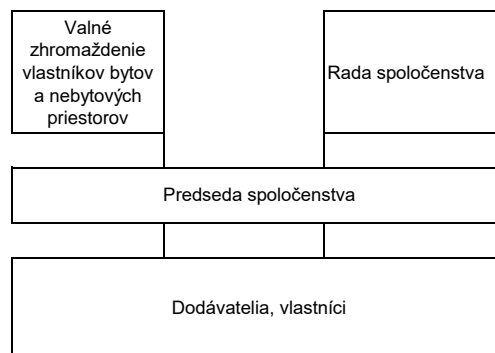 Valné
zhromaždenie
vlastníkov bytov
a nebytových
priestorov
Rada spoločenstva
Predseda spoločenstva
Dodávatelia, vlastníci